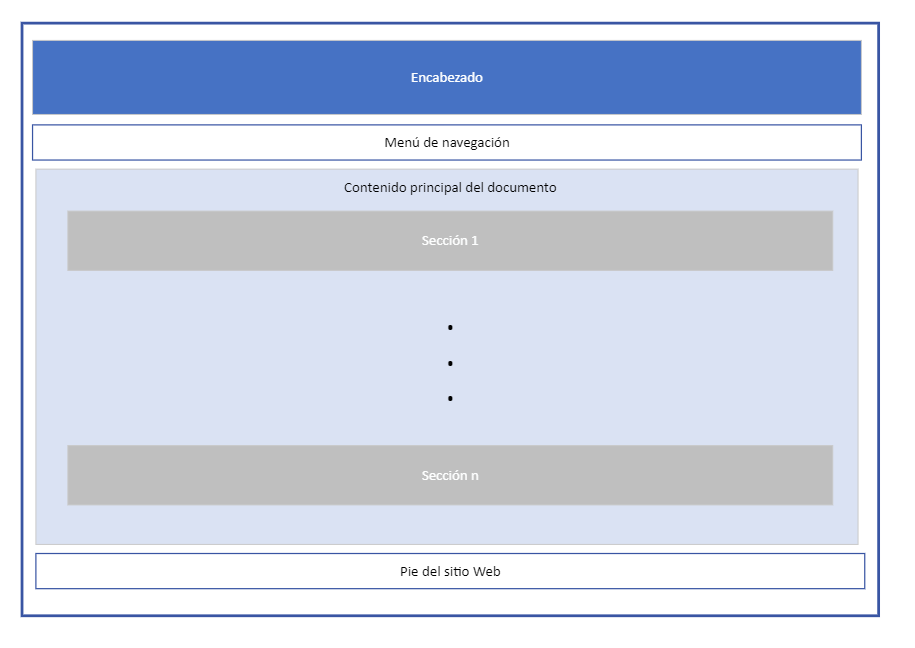 Encabezado
Menú de navegación
Contenido principal del documento
Sección 1
•
•
•
Sección n
Pie del sitio Web